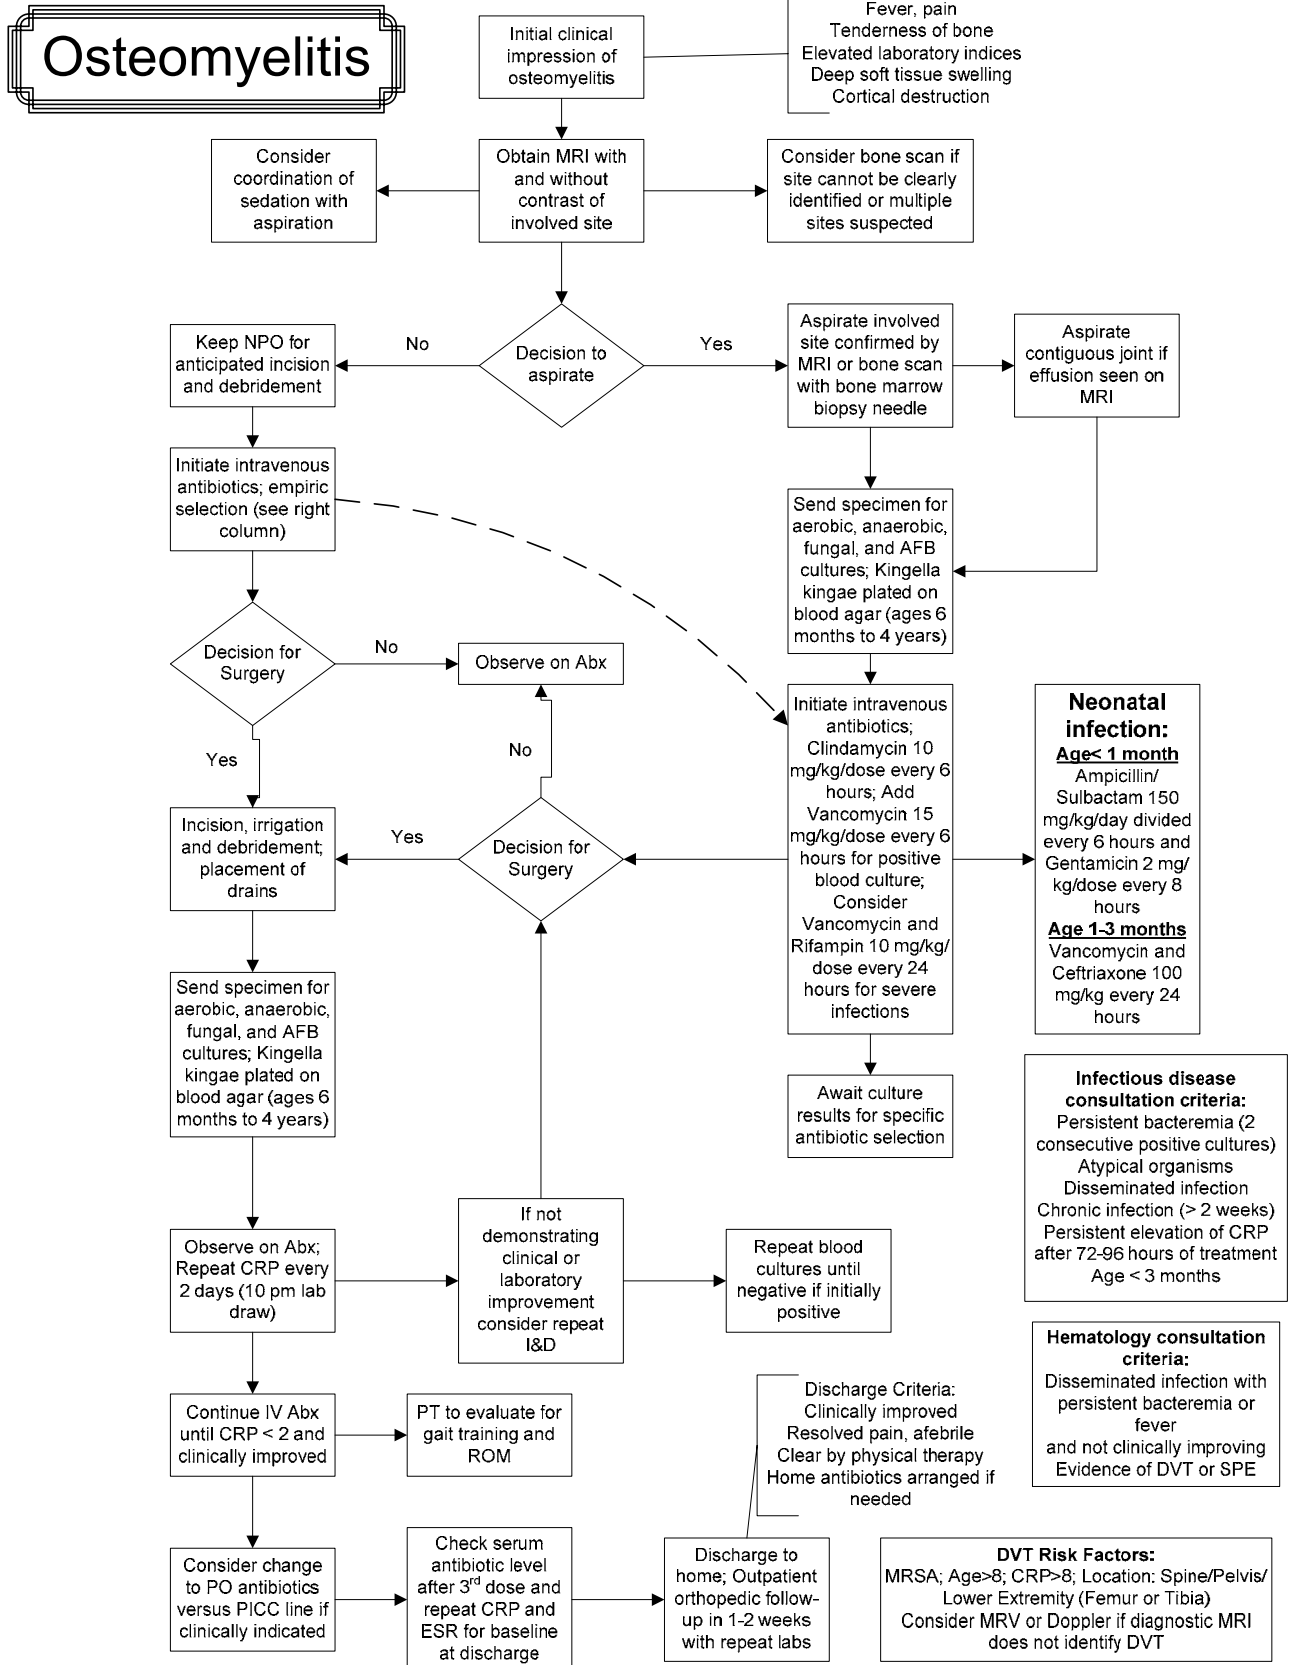 Osteomyelitis
Initial clinical
impression of
osteomyelitis
Fever, pain
Tenderness of bone
Elevated laboratory indices
Deep soft tissue swelling
Cortical destruction
Consider
coordination of
sedation with
aspiration
Obtain MRI with
and without
contrast of
involved site
Consider bone scan if
site cannot be clearly
identified or multiple
sites suspected
Keep NPO for
anticipated incision
and debridement
No
Decision to
aspirate
Yes
Aspirate involved
site confirmed by
MRI or bone scan
with bone marrow
biopsy needle
Aspirate
contiguous joint if
effusion seen on
MRI
Initiate intravenous
antibiotics; empiric
selection (see right
column)
Send specimen for
aerobic, anaerobic,
fungal, and AFB
cultures; Kingella
kingae plated on
blood agar (ages 6
months to 4 years)
Decision for
Surgery
No
Observe on Abx
Yes
No
Initiate intravenous
antibiotics;
Clindamycin 10
mg/kg/dose every 6
hours; Add
Vancomycin 15
mg/kg/dose every 6
hours for positive
blood culture;
Consider
Vancomycin and
Rifampin 10 mg/kg/
dose every 24
hours for severe
infections
Neonatal
infection:
Age< 1 month
Ampicillin/
Sulbactam 150
mg/kg/day divided
every 6 hours and
Gentamicin 2 mg/
kg/dose every 8
hours
Age 1-3 months
Vancomycin and
Ceftriaxone 100
mg/kg every 24
hours
Incision, irrigation
and debridement;
placement of
drains
Yes
Decision for
Surgery
Send specimen for
aerobic, anaerobic,
fungal, and AFB
cultures; Kingella
kingae plated on
blood agar (ages 6
months to 4 years)
Await culture
results for specific
antibiotic selection
Infectious disease
consultation criteria:
Persistent bacteremia (2
consecutive positive cultures)
Atypical organisms
Disseminated infection
Chronic infection (> 2 weeks)
Persistent elevation of CRP
after 72-96 hours of treatment
Age < 3 months
Observe on Abx;
Repeat CRP every
2 days (10 pm lab
draw)
If not
demonstrating
clinical or
laboratory
improvement
consider repeat
I&D
Repeat blood
cultures until
negative if initially
positive
Hematology consultation
criteria:
Disseminated infection with
persistent bacteremia or
fever
and not clinically improving
Evidence of DVT or SPE
Continue IV Abx
until CRP < 2 and
clinically improved
PT to evaluate for
gait training and
ROM
Discharge Criteria:
Clinically improved
Resolved pain, afebrile
Clear by physical therapy
Home antibiotics arranged if
needed
Consider change
to PO antibiotics
versus PICC line if
clinically indicated
Check serum
antibiotic level
after 3rd dose and
repeat CRP and
ESR for baseline
at discharge
Discharge to
home; Outpatient
orthopedic follow-
up in 1-2 weeks
with repeat labs
DVT Risk Factors:
MRSA; Age>8; CRP>8; Location: Spine/Pelvis/
Lower Extremity (Femur or Tibia)
Consider MRV or Doppler if diagnostic MRI
does not identify DVT